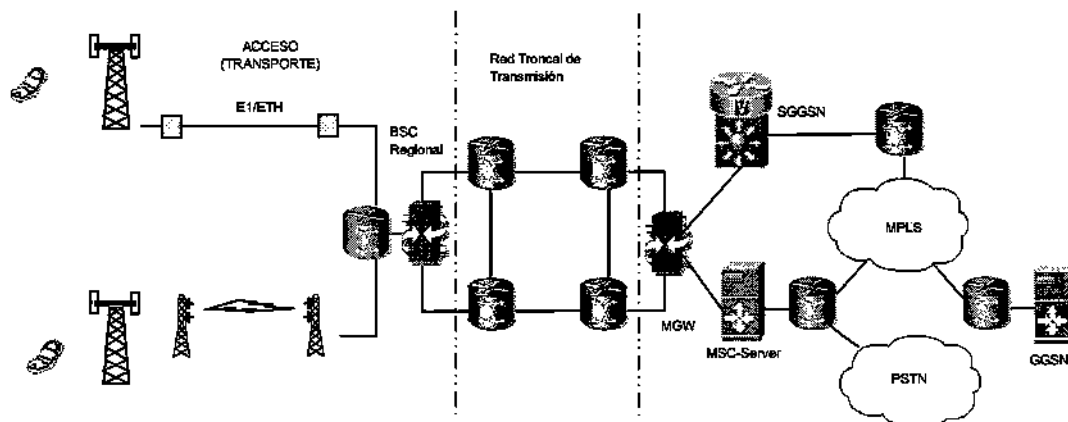 ACCESO
(TRANSPORTE)
E1/ETH
BSC
Regional
Red Troncal de
Transmisión
SGGSN
MPLS
MGW
MSC-Server
PSTN
GGSN